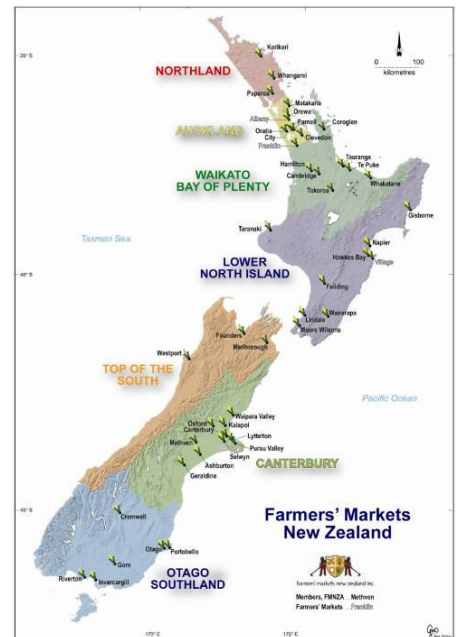 Karikari
35° S
0 100
kilometres
NORTHLAND
Whangarei
Paparoa
Matakana
Orewa
Albany
Parnell
Coroglen
AUCKLAND
Oratia
City
Clevedon
Franklin
Tauranga
Hamilton
Te Puke
Cambridge
WAIKATO
BAY OF PLENTY
Whakatane
Tokoroa
Gisborne
Taranaki
Tasman Sea
Napier
Hawkes Bay
Village
LOWER
NORTH ISLAND
Feilding
Wairarapa
Lindale
Moore Wilsons
Founders
Marlborough
Westport
TOP OF THE
SOUTH
Pacific Ocean
Waipara Valley
Oxford
Kaiapoi
Canterbury
Lyttelton
Methven
Purau Valley
Selwyn
Ashburton
CANTERBURY
Geraldine
Cromwell
Farmers' Markets
New Zealand
Otago
Portobello
Gore
Riverton
Invercargill
OTAGO
SOUTHLAND
farmers' markets new zealand inc.
Members, FMNZA ... Methven
Farmers' Markets ... Franklin